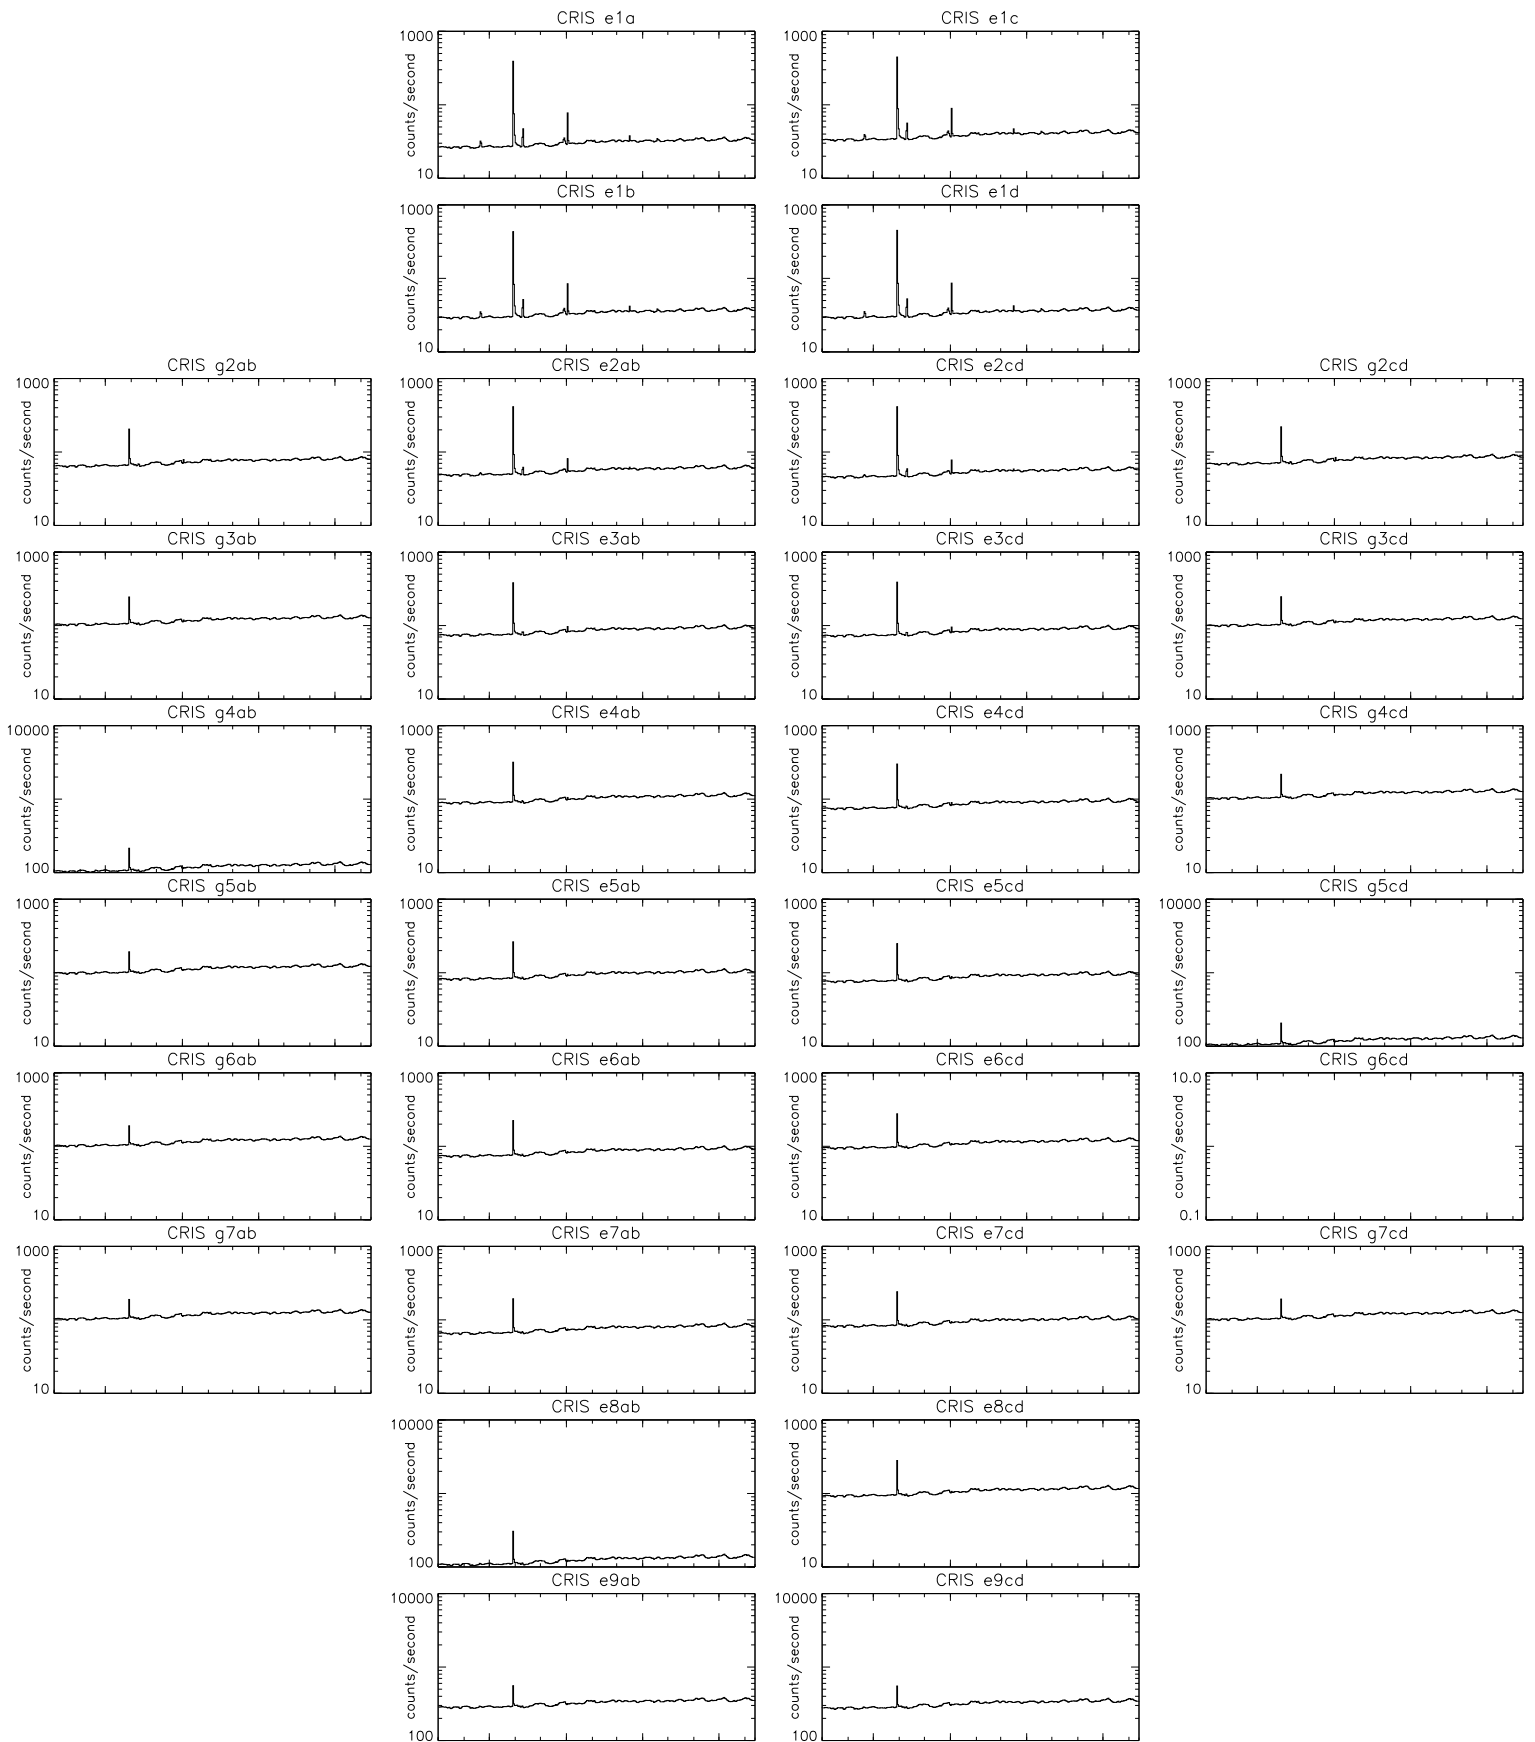 CRIS e1a
CRIS e1c
1000
counts/second
10
1000
counts/second
10
CRIS e1b
CRIS e1d
1000
counts/second
10
1000
counts/second
10
CRIS g2ab
CRIS e2ab
CRIS e2cd
CRIS g2cd
1000
counts/second
10
1000
counts/second
10
1000
counts/second
10
1000
counts/second
10
CRIS g3ab
CRIS e3ab
CRIS e3cd
CRIS g3cd
1000
counts/second
10
1000
counts/second
10
1000
counts/second
10
1000
counts/second
10
CRIS g4ab
CRIS e4ab
CRIS e4cd
CRIS g4cd
10000
counts/second
100
1000
counts/second
10
1000
counts/second
10
1000
counts/second
10
CRIS g5ab
CRIS e5ab
CRIS e5cd
CRIS g5cd
1000
counts/second
10
1000
counts/second
10
1000
counts/second
10
10000
counts/second
100
CRIS g6ab
CRIS e6ab
CRIS e6cd
CRIS g6cd
1000
counts/second
10
1000
counts/second
10
1000
counts/second
10
10.0
counts/second
0.1
CRIS g7ab
CRIS e7ab
CRIS e7cd
CRIS g7cd
1000
counts/second
10
1000
counts/second
10
1000
counts/second
10
1000
counts/second
10
CRIS e8ab
CRIS e8cd
10000
counts/second
100
1000
counts/second
10
CRIS e9ab
CRIS e9cd
10000
counts/second
100
10000
counts/second
100